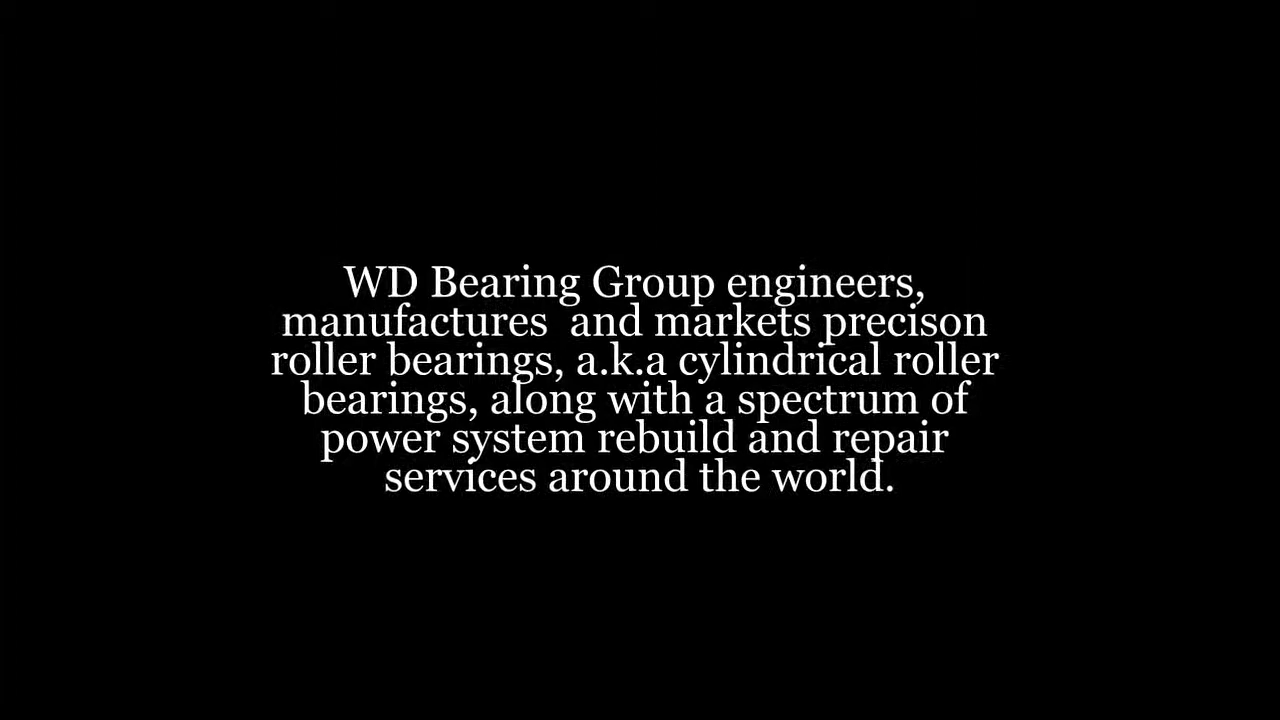 WD Bearing Group engineers,
manufactures  and markets precison
roller bearings, a.k.a cylindrical roller
bearings, along with a spectrum of
power system rebuild and repair
services around the world.